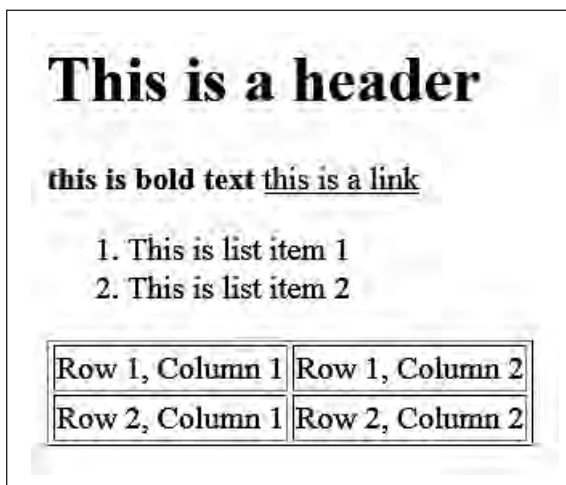 This is a header
this is bold text this is a link
1. This is list item 1
2. This is list item 2
Row 1, Column 1 Row 1, Column 2
Row 2, Column 1 Row 2, Column 2